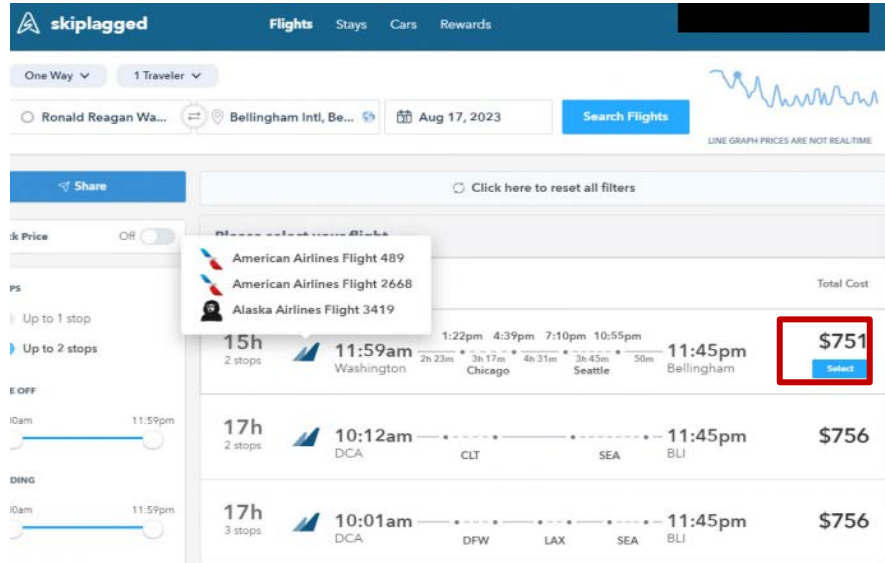 skiplagged
Flights Stays Cars Rewards
One Way 1 Traveler
Ronald Reagan Wa... Bellingham Intl, Be... Aug 17, 2023 Search Flights
LINE GRAPH PRICES ARE NOT REAL-TIME
Share
Click here to reset all filters
Price Off
American Airlines Flight 489
American Airlines Flight 2668
Alaska Airlines Flight 3419
Total Cost
Up to 1 stop
Up to 2 stops
15h
2 stops
1:22pm 4:39pm 7:10pm 10:55pm
11:59am 2h 23m 3h 17m 4h 31m 3h 45m 50m 11:45pm
Washington Chicago Seattle Bellingham
$751
Select
OFF
11:59pm
17h
2 stops
10:12am 11:45pm
DCA CLT SEA BLI
$756
11:59pm
17h
3 stops
10:01am 11:45pm
DCA DFW LAX SEA BLI
$756